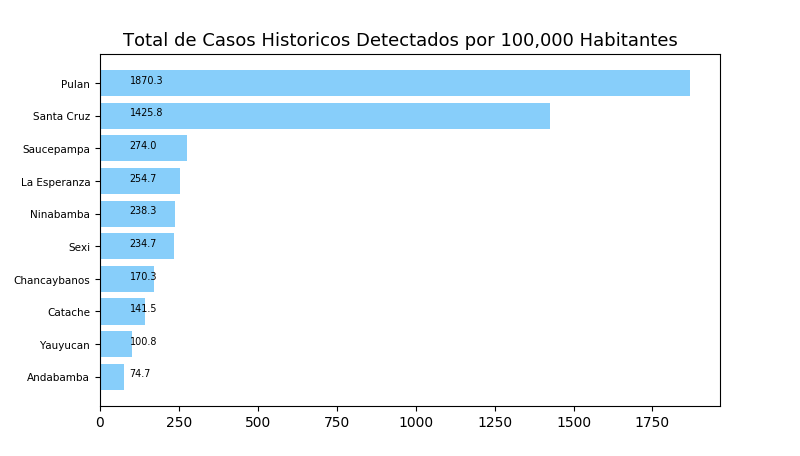 Total de Casos Historicos Detectados por 100,000 Habitantes
Pulan 1870.3
Santa Cruz 1425.8
Saucepampa 274.0
La Esperanza 254.7
Ninabamba 238.3
Sexi 234.7
Chancaybanos 170.3
Catache 141.5
Yauyucan 100.8
Andabamba 74.7
0 250 500 750 1000 1250 1500 1750